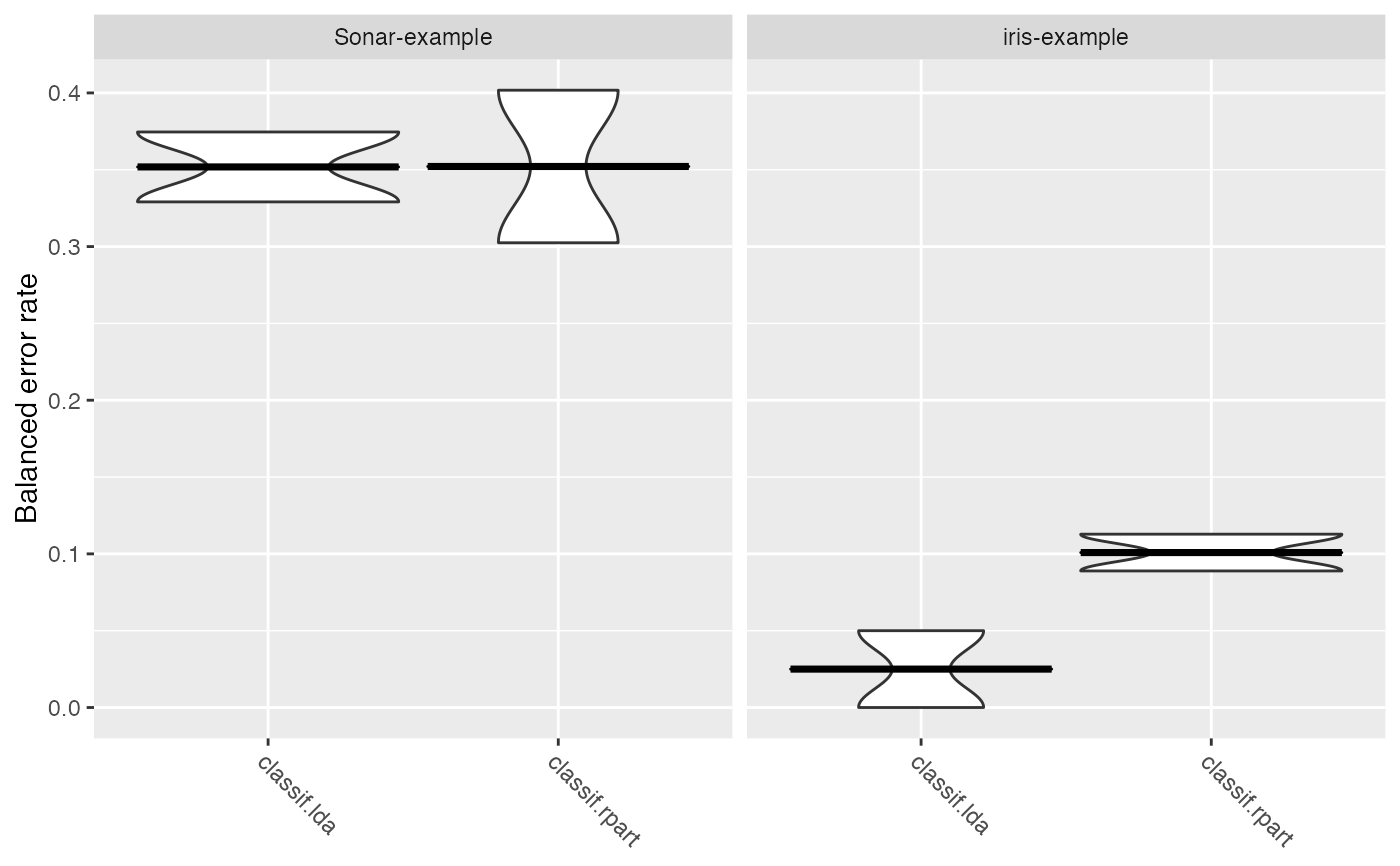 Sonar-example
iris-example
Balanced error rate
0.4
0.3
0.2
0.1
0.0
classif.lda
classif.rpart
classif.lda
classif.rpart